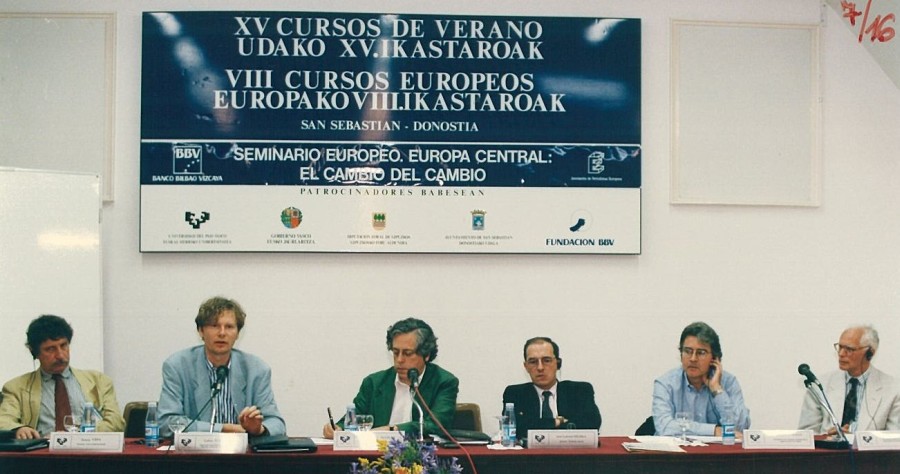 7/16
XV CURSOS DE VERANO
UDAKO XV.IKASTAROAK
VIII CURSOS EUROPEOS
EUROPAKO VIII.IKASTAROAK
SAN SEBASTIAN - DONOSTIA
BBV
BANCO BILBAO VIZCAYA
SEMINARIO EUROPEO. EUROPA CENTRAL:
EL CAMBIO DEL CAMBIO
PATROCINADORES BABESEAN
GOBIERNO VASCO
FUNDACION BBV